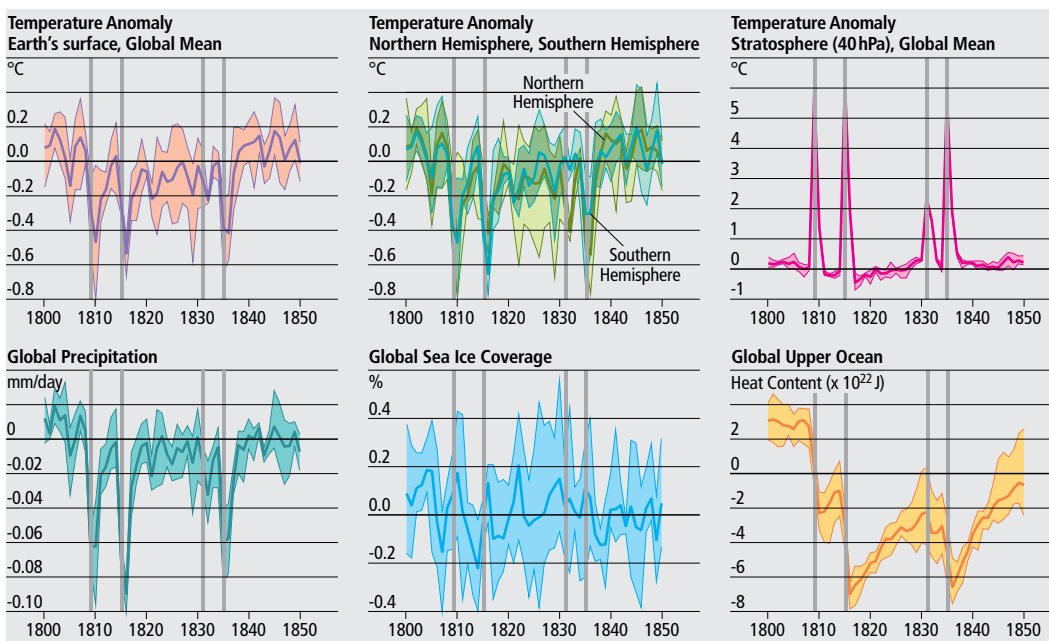 Temperature Anomaly
Earth's surface, Global Mean
°C
0.2
0.0
-0.2
-0.4
-0.6
-0.8
1800 1810 1820 1830 1840 1850
Temperature Anomaly
Northern Hemisphere, Southern Hemisphere
°C
Northern
Hemisphere
0.2
0.0
-0.2
-0.4
-0.6
-0.8
Southern
Hemisphere
1800 1810 1820 1830 1840 1850
Temperature Anomaly
Stratosphere (40 hPa), Global Mean
°C
5
4
3
2
1
0
-1
1800 1810 1820 1830 1840 1850
Global Precipitation
mm/day
0
-0.02
-0.04
-0.06
-0.08
-0.10
1800 1810 1820 1830 1840 1850
Global Sea Ice Coverage
%
0.4
0.2
0.0
-0.2
-0.4
1800 1810 1820 1830 1840 1850
Global Upper Ocean
Heat Content (x 10²² J)
2
0
-2
-4
-6
-8
1800 1810 1820 1830 1840 1850